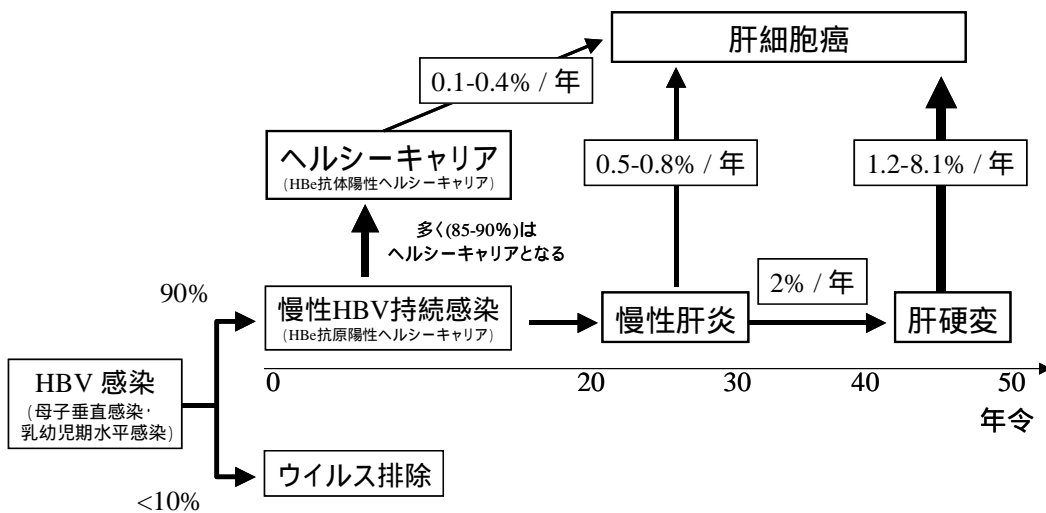 肝細胞癌
0.1-0.4% / 年
ヘルシーキャリア
(HBe抗体陽性ヘルシーキャリア)
0.5-0.8% / 年
1.2-8.1% / 年
多く(85-90%)は
ヘルシーキャリアとなる
90%
慢性HBV持続感染
(HBe抗原陽性ヘルシーキャリア)
2% / 年
慢性肝炎
肝硬変
HBV 感染
(母子垂直感染・
乳幼児期水平感染)
0
20
30
40
50
年令
ウイルス排除
<10%